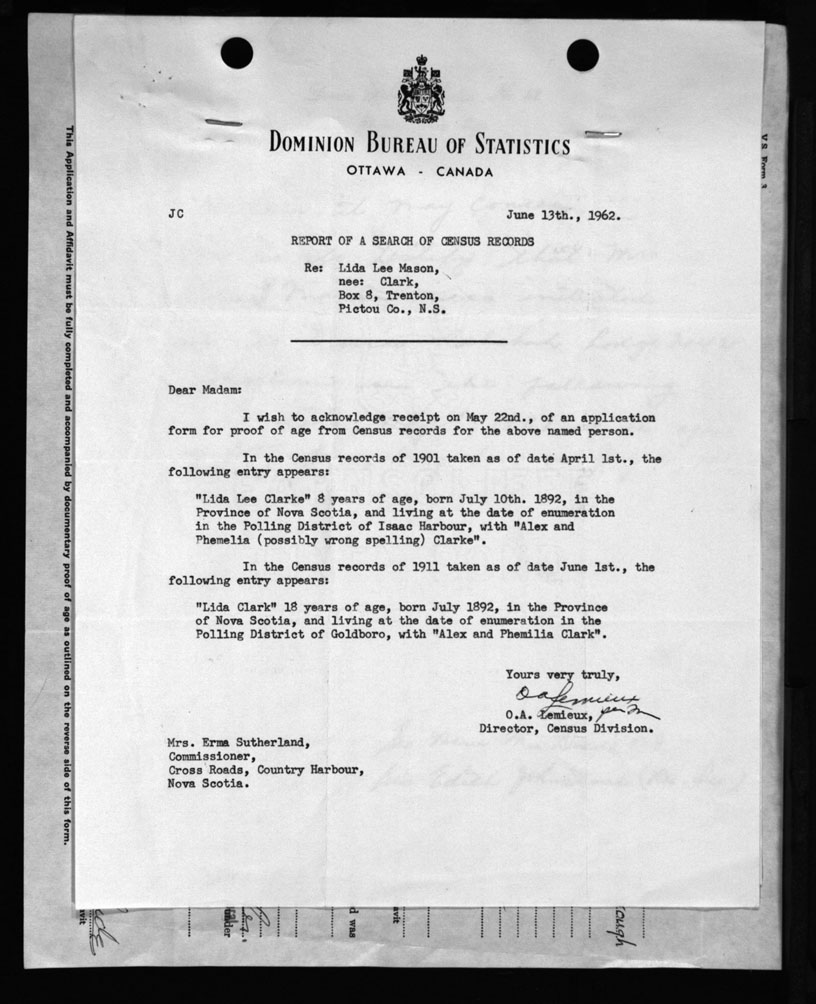 DOMINION BUREAU OF STATISTICS
OTTAWA - CANADA
JC
June 13th., 1962.
REPORT OF A SEARCH OF CENSUS RECORDS
Re: Lida Lee Mason,
nee: Clark,
Box 8, Trenton,
Pictou Co., N.S.
Dear Madam:
I wish to acknowledge receipt on May 22nd., of an application
form for proof of age from Census records for the above named person.
In the Census records of 1901 taken as of date April 1st., the
following entry appears:
"Lida Lee Clarke" 8 years of age, born July 10th. 1892, in the
Province of Nova Scotia, and living at the date of enumeration
in the Polling District of Isaac Harbour, with "Alex and
Phemelia (possibly wrong spelling) Clarke".
In the Census records of 1911 taken as of date June 1st., the
following entry appears:
"Lida Clark" 18 years of age, born July 1892, in the Province
of Nova Scotia, and living at the date of enumeration in the
Polling District of Goldboro, with "Alex and Phemilia Clark".
Yours very truly,
O A Lemieux
O.A. Lemieux,
Director, Census Division.
Mrs. Erma Sutherland,
Commissioner,
Cross Roads, Country Harbour,
Nova Scotia.
This Application and Affidavit must be fully completed and accompanied by documentary proof of age as outlined on the reverse side of this form.
V.S. Form 3
d was